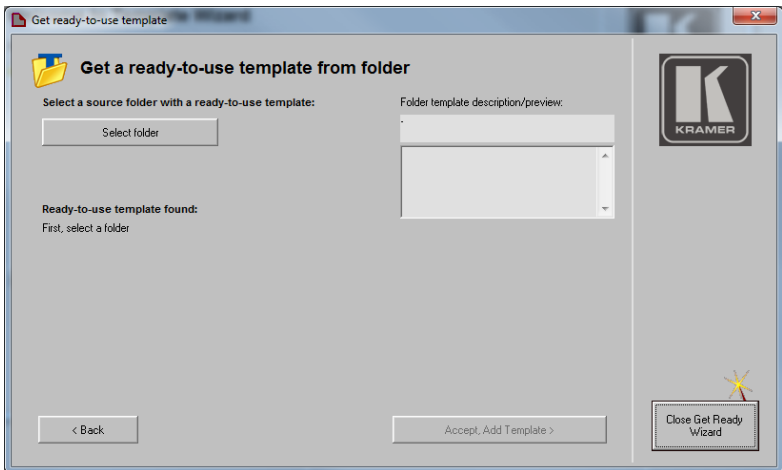 Get ready-to-use template
Get a ready-to-use template from folder
Select a source folder with a ready-to-use template:
Folder template description/preview:
Select folder
-
KRAMER
Ready-to-use template found:
First, select a folder
< Back
Accept, Add Template >
Close Get Ready
Wizard